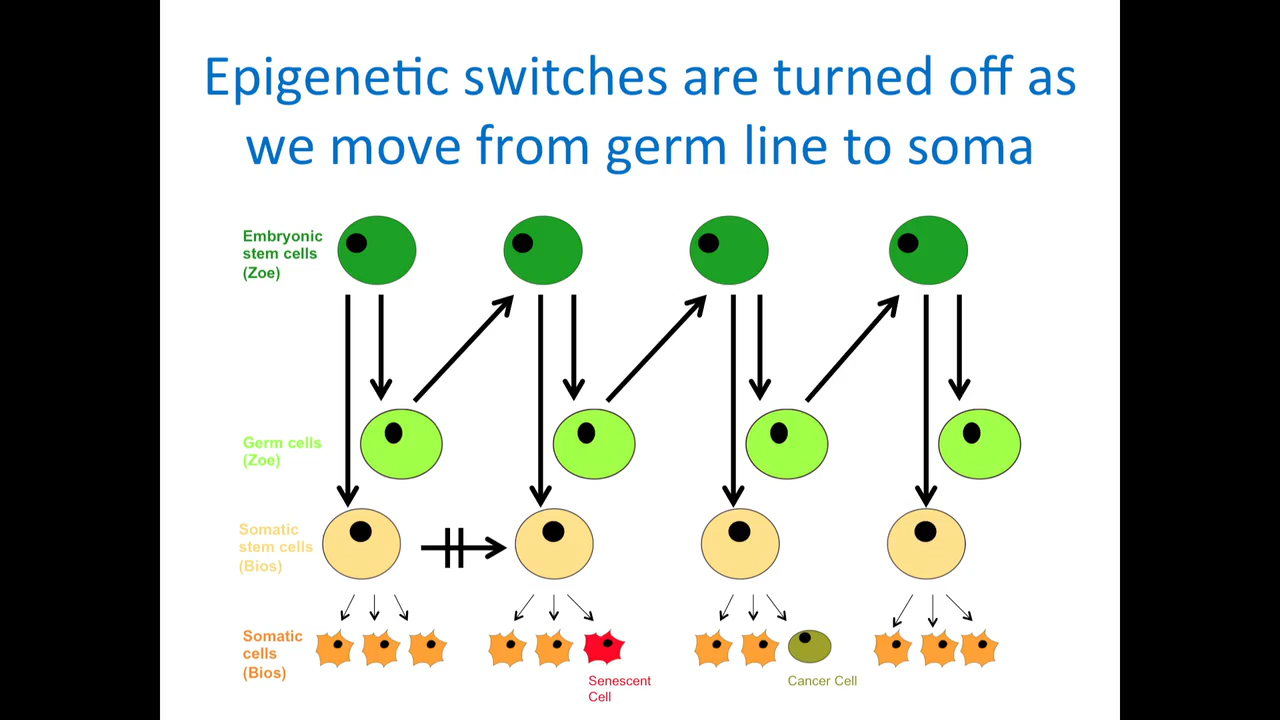 Epigenetic switches are turned off as
we move from germ line to soma
Embryonic
stem cells
(Zoe)
Germ cells
(Zoe)
Somatic
stem cells
(Bios)
Somatic
cells
(Bios)
Senescent
Cell
Cancer Cell